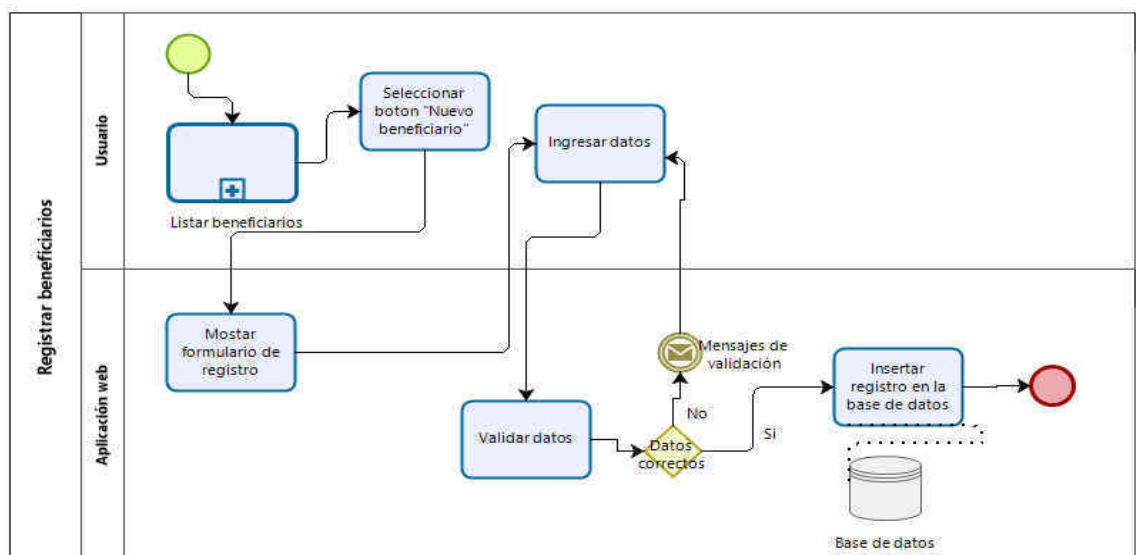 Registrar beneficiarios
Usuario
Listar beneficiarios
Seleccionar
boton "Nuevo
beneficiario"
Ingresar datos
Aplicación web
Mostar
formulario de
registro
Validar datos
Datos
correctos
No
Mensajes de
validación
Si
Insertar
registro en la
base de datos
Base de datos